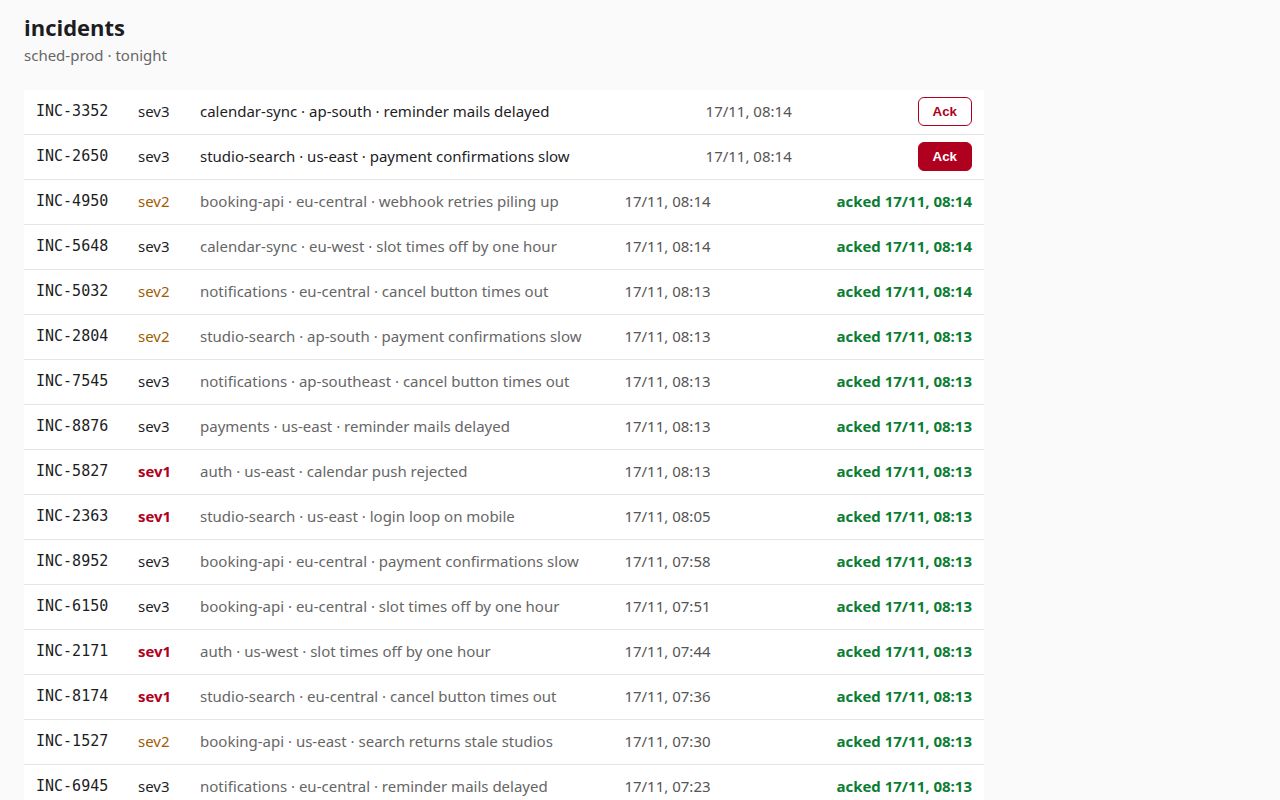 incidents
sched-prod · tonight
INC-3352 sev3 calendar-sync · ap-south · reminder mails delayed 17/11, 08:14 Ack
INC-2650 sev3 studio-search · us-east · payment confirmations slow 17/11, 08:14 Ack
INC-4950 sev2 booking-api · eu-central · webhook retries piling up 17/11, 08:14 acked 17/11, 08:14
INC-5648 sev3 calendar-sync · eu-west · slot times off by one hour 17/11, 08:14 acked 17/11, 08:14
INC-5032 sev2 notifications · eu-central · cancel button times out 17/11, 08:13 acked 17/11, 08:14
INC-2804 sev2 studio-search · ap-south · payment confirmations slow 17/11, 08:13 acked 17/11, 08:13
INC-7545 sev3 notifications · ap-southeast · cancel button times out 17/11, 08:13 acked 17/11, 08:13
INC-8876 sev3 payments · us-east · reminder mails delayed 17/11, 08:13 acked 17/11, 08:13
INC-5827 sev1 auth · us-east · calendar push rejected 17/11, 08:13 acked 17/11, 08:13
INC-2363 sev1 studio-search · us-east · login loop on mobile 17/11, 08:05 acked 17/11, 08:13
INC-8952 sev3 booking-api · eu-central · payment confirmations slow 17/11, 07:58 acked 17/11, 08:13
INC-6150 sev3 booking-api · eu-central · slot times off by one hour 17/11, 07:51 acked 17/11, 08:13
INC-2171 sev1 auth · us-west · slot times off by one hour 17/11, 07:44 acked 17/11, 08:13
INC-8174 sev1 studio-search · eu-central · cancel button times out 17/11, 07:36 acked 17/11, 08:13
INC-1527 sev2 booking-api · us-east · search returns stale studios 17/11, 07:30 acked 17/11, 08:13
INC-6945 sev3 notifications · eu-central · reminder mails delayed 17/11, 07:23 acked 17/11, 08:13